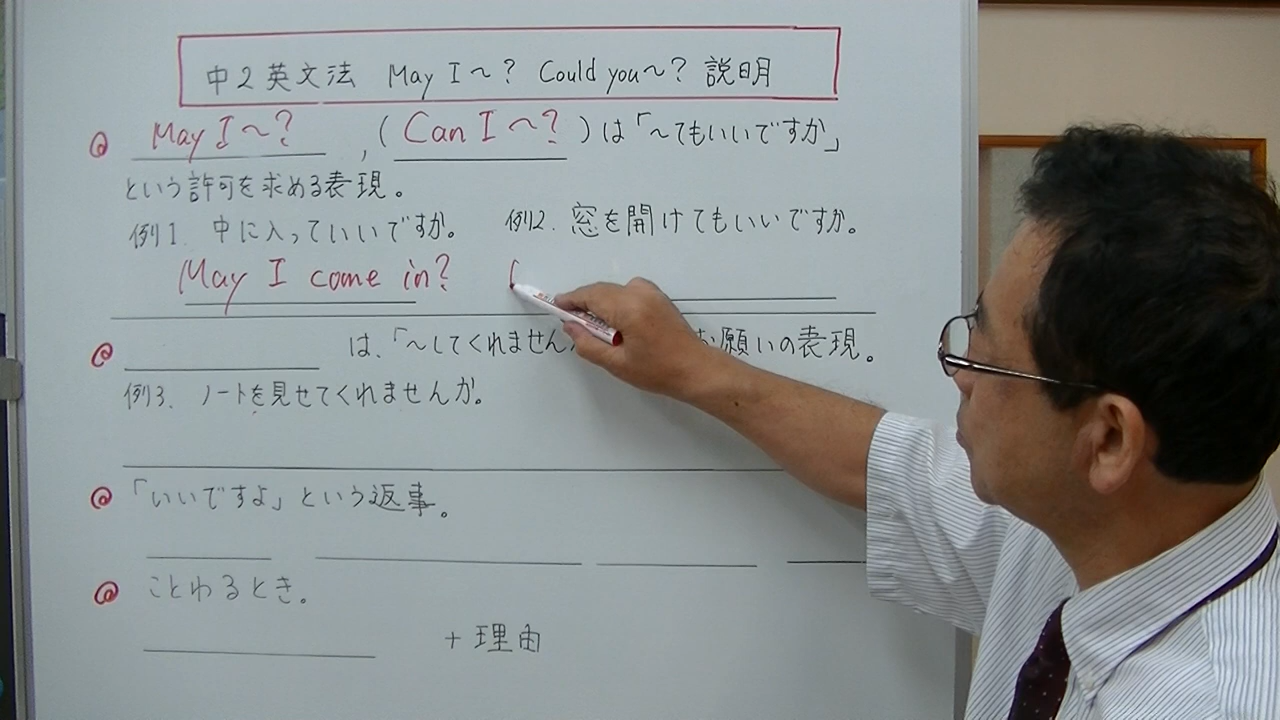 中2英文法 May I～? Could you～? 説明
@ May I～? , ( Can I～? ) は「～てもいいですか」
という許可を求める表現。
例1. 中に入っていいですか。 例2. 窓を開けてもいいですか。
May I come in?
@ は、「～してくれません お願いの表現。
例3. ノートを見せてくれませんか。
@ 「いいですよ」という返事。
@ ことわるとき。
+理由